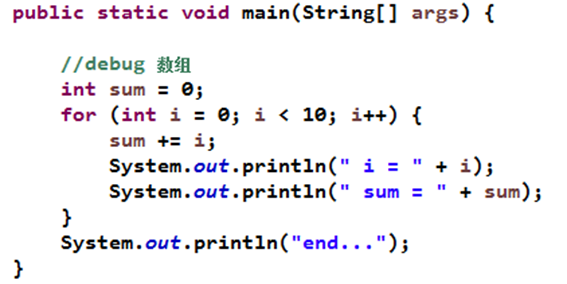 public static void main(String[] args) {
//debug 数组
int sum = 0;
for (int i = 0; i < 10; i++) {
sum += i;
System.out.println(" i = " + i);
System.out.println(" sum = " + sum);
}
System.out.println("end...");
}